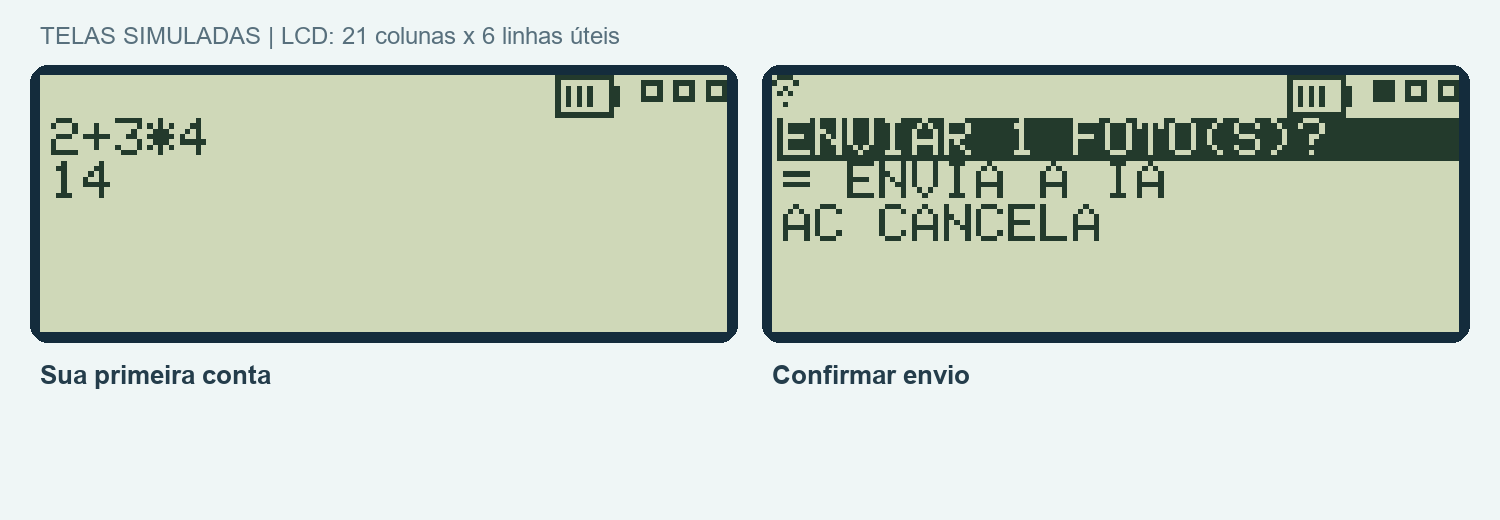 TELAS SIMULADAS | LCD: 21 colunas x 6 linhas úteis
2+3*4
14
Sua primeira conta
ENVIAR 1 FOTO(S)?
= ENVIA A IA
AC CANCELA
Confirmar envio